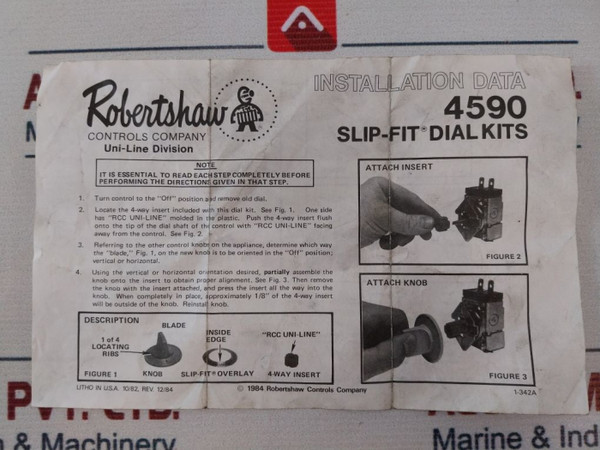 Robertshaw
CONTROLS COMPANY
Uni-Line Division
INSTALLATION DATA
4590
SLIP-FIT® DIAL KITS
NOTE
IT IS ESSENTIAL TO READ EACH STEP COMPLETELY BEFORE
PERFORMING THE DIRECTIONS GIVEN IN THAT STEP.
1. Turn control to the "Off" position and remove old dial.
2. Locate the 4-way insert included with this dial kit. See Fig. 1. One side
has "RCC UNI-LINE" molded in the plastic. Push the 4-way insert flush
onto the tip of the dial shaft of the control with "RCC UNI-LINE" facing
away from the control. See Fig. 2.
3. Referring to the other control knobs on the appliance, determine which way
the "blade," Fig. 1, on the new knob is to be oriented in the "Off" position;
vertical or horizontal.
4. Using the vertical or horizontal orientation desired, partially assemble the
knob onto the insert to obtain proper alignment. See Fig. 3. Then remove
the knob with the insert attached, and press the insert all the way into the
knob. When completely in place, approximately 1/8" of the 4-way insert
will be outside of the knob. Reinstall knob.
ATTACH INSERT
FIGURE 2
ATTACH KNOB
FIGURE 3
DESCRIPTION
BLADE
1 of 4
LOCATING
RIBS
INSIDE
EDGE
"RCC UNI-LINE"
FIGURE 1
KNOB
SLIP-FIT® OVERLAY
4-WAY INSERT
LITHO IN U.S.A. 10/82, REV. 12/84
© 1984 Robertshaw Controls Company
1-342A
PVT. LTD.
& Machinery
Marine & Ind